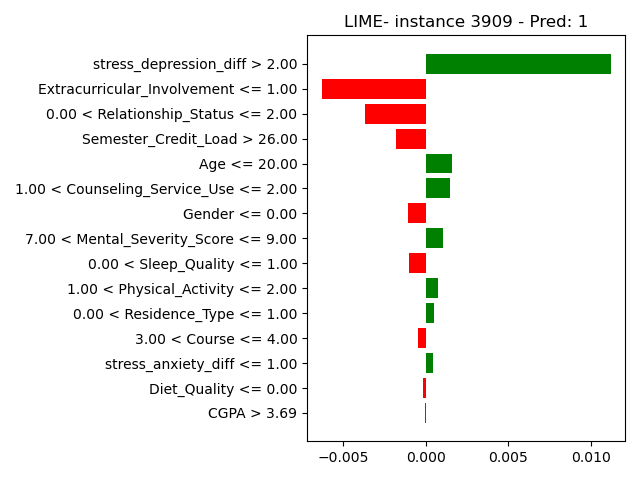 LIME- instance 3909 - Pred: 1
stress_depression_diff > 2.00
Extracurricular_Involvement <= 1.00
0.00 < Relationship_Status <= 2.00
Semester_Credit_Load > 26.00
Age <= 20.00
1.00 < Counseling_Service_Use <= 2.00
Gender <= 0.00
7.00 < Mental_Severity_Score <= 9.00
0.00 < Sleep_Quality <= 1.00
1.00 < Physical_Activity <= 2.00
0.00 < Residence_Type <= 1.00
3.00 < Course <= 4.00
stress_anxiety_diff <= 1.00
Diet_Quality <= 0.00
CGPA > 3.69
−0.005 0.000 0.005 0.010